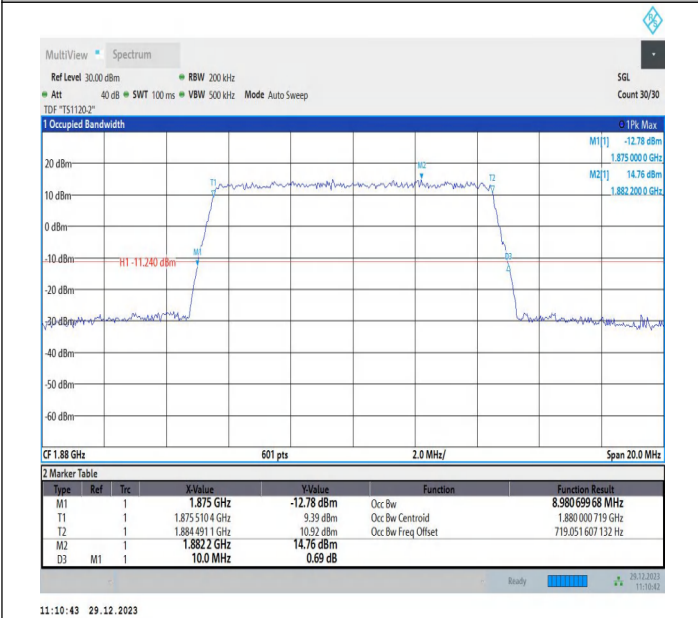 R S
MultiView Spectrum
Ref Level 30.00 dBm RBW 200 kHz SGL
Att 40 dB SWT 100 ms VBW 500 kHz Mode Auto Sweep Count 30/30
TDF "TS1120-2"
1 Occupied Bandwidth 1Pk Max
M1[1] -12.78 dBm
1.875 000 0 GHz
M2[1] 14.76 dBm
1.882 200 0 GHz
20 dBm
M2
T1 T2
10 dBm
0 dBm
M1 D3
-10 dBm H1 -11.240 dBm
-20 dBm
-30 dBm
-40 dBm
-50 dBm
-60 dBm
CF 1.88 GHz 601 pts 2.0 MHz/ Span 20.0 MHz
2 Marker Table
Type Ref Trc X-Value Y-Value Function Function Result
M1 1 1.875 GHz -12.78 dBm Occ Bw 8.980 699 68 MHz
T1 1 1.875 510 4 GHz 9.39 dBm Occ Bw Centroid 1.880 000 719 GHz
T2 1 1.884 491 1 GHz 10.92 dBm Occ Bw Freq Offset 719.051 607 132 Hz
M2 1 1.882 2 GHz 14.76 dBm
D3 M1 1 10.0 MHz 0.69 dB
Ready 29.12.2023
11:10:42
11:10:43 29.12.2023